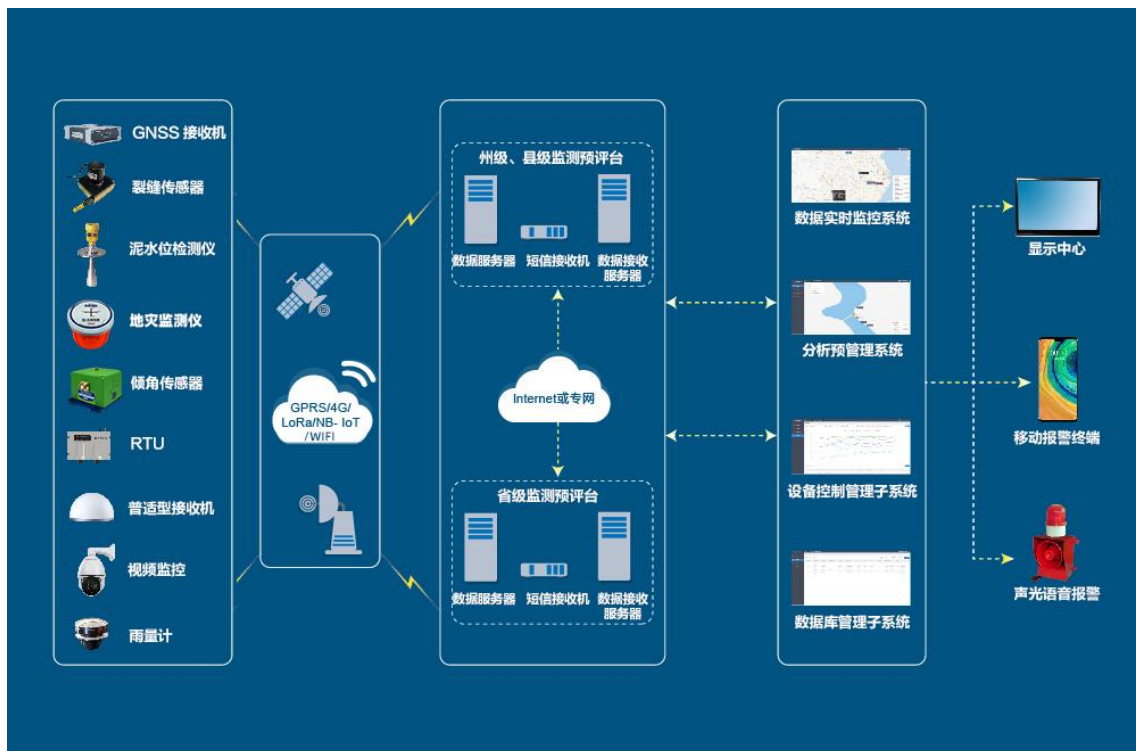 GNSS 接收机
裂缝传感器
泥水位检测仪
地灾监测仪
倾角传感器
RTU
普适型接收机
视频监控
雨量计
GPRS/4G/
LoRa/NB- IoT
/WIFI
州级、县级监测预评台
数据服务器
短信接收机
数据接收
服务器
Internet或专网
省级监测预评台
数据服务器
短信接收机
数据接收
服务器
数据实时监控系统
分析预管理系统
设备控制管理子系统
数据库管理子系统
显示中心
移动报警终端
声光语音报警